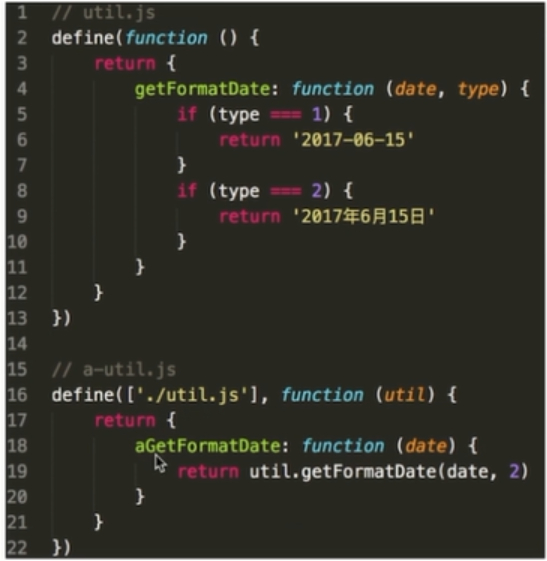 1 // util.js
2 define(function () {
3     return {
4         getFormatDate: function (date, type) {
5             if (type === 1) {
6                 return '2017-06-15'
7             }
8             if (type === 2) {
9                 return '2017年6月15日'
10             }
11         }
12     }
13 })
14
15 // a-util.js
16 define(['./util.js'], function (util) {
17     return {
18         aGetFormatDate: function (date) {
19             return util.getFormatDate(date, 2)
20         }
21     }
22 })